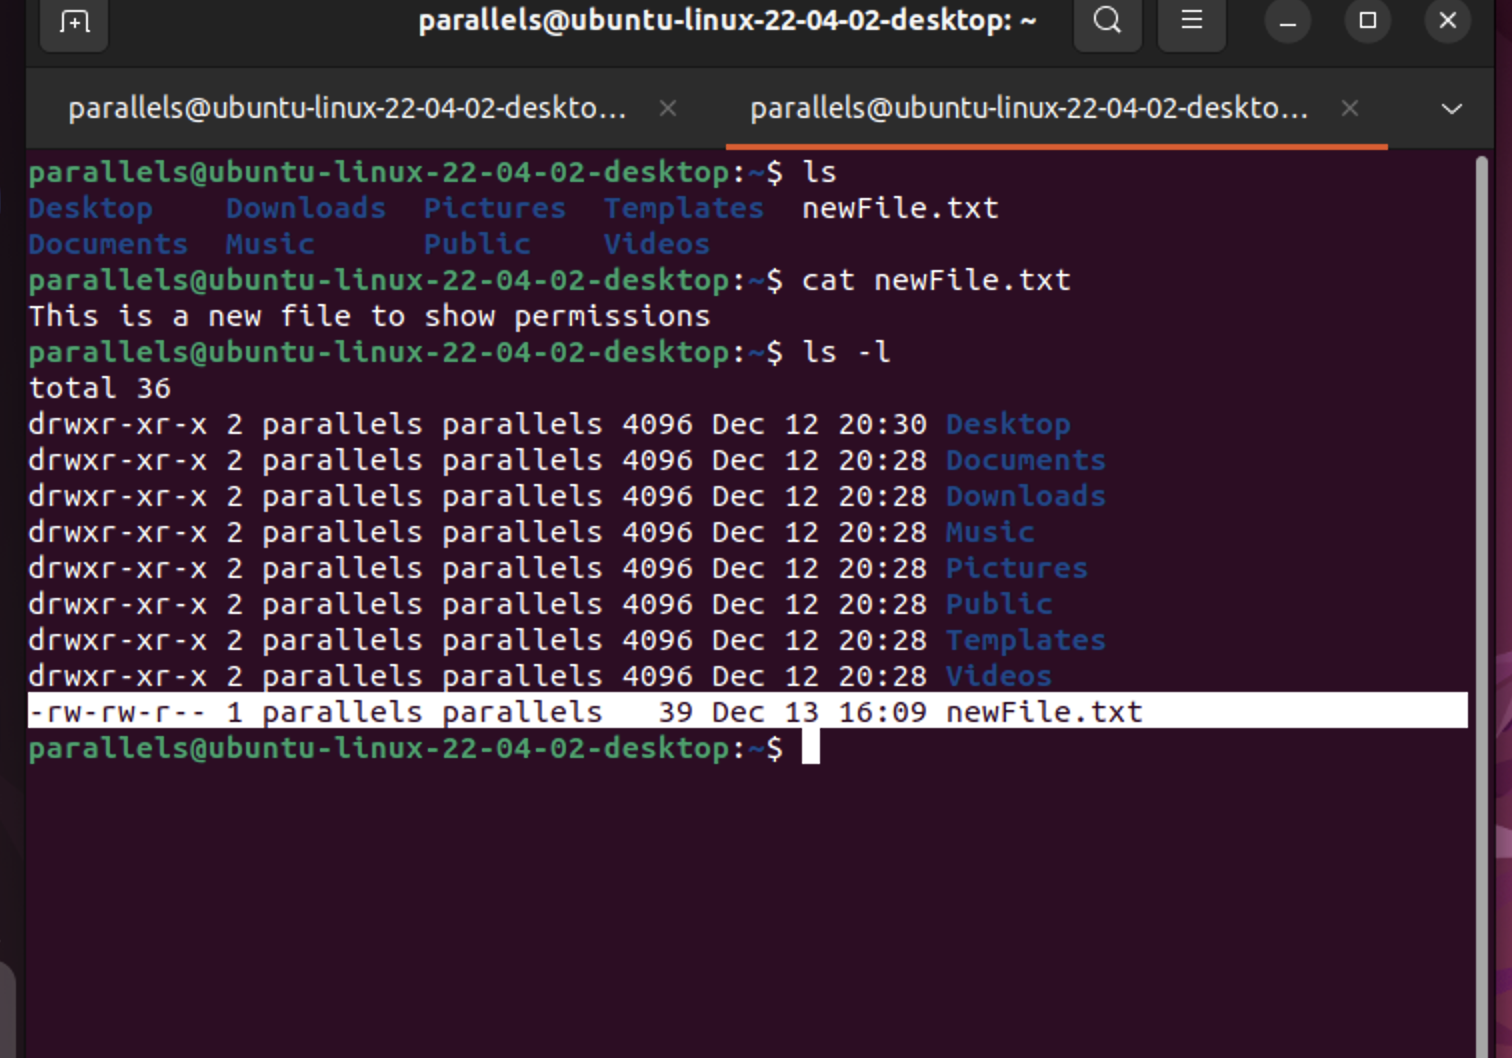 parallels@ubuntu-linux-22-04-02-desktop: ~
parallels@ubuntu-linux-22-04-02-deskto... parallels@ubuntu-linux-22-04-02-deskto...
parallels@ubuntu-linux-22-04-02-desktop:~$ ls
Desktop    Downloads  Pictures  Templates  newFile.txt
Documents  Music      Public    Videos
parallels@ubuntu-linux-22-04-02-desktop:~$ cat newFile.txt
This is a new file to show permissions
parallels@ubuntu-linux-22-04-02-desktop:~$ ls -l
total 36
drwxr-xr-x 2 parallels parallels 4096 Dec 12 20:30 Desktop
drwxr-xr-x 2 parallels parallels 4096 Dec 12 20:28 Documents
drwxr-xr-x 2 parallels parallels 4096 Dec 12 20:28 Downloads
drwxr-xr-x 2 parallels parallels 4096 Dec 12 20:28 Music
drwxr-xr-x 2 parallels parallels 4096 Dec 12 20:28 Pictures
drwxr-xr-x 2 parallels parallels 4096 Dec 12 20:28 Public
drwxr-xr-x 2 parallels parallels 4096 Dec 12 20:28 Templates
drwxr-xr-x 2 parallels parallels 4096 Dec 12 20:28 Videos
-rw-rw-r-- 1 parallels parallels   39 Dec 13 16:09 newFile.txt
parallels@ubuntu-linux-22-04-02-desktop:~$